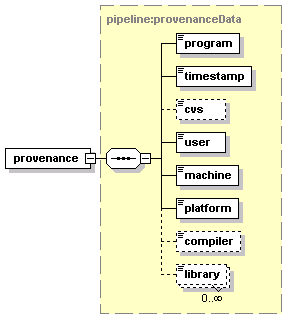 pipeline:provenanceData
program
timestamp
cvs
user
provenance
machine
platform
compiler
library
0..∞